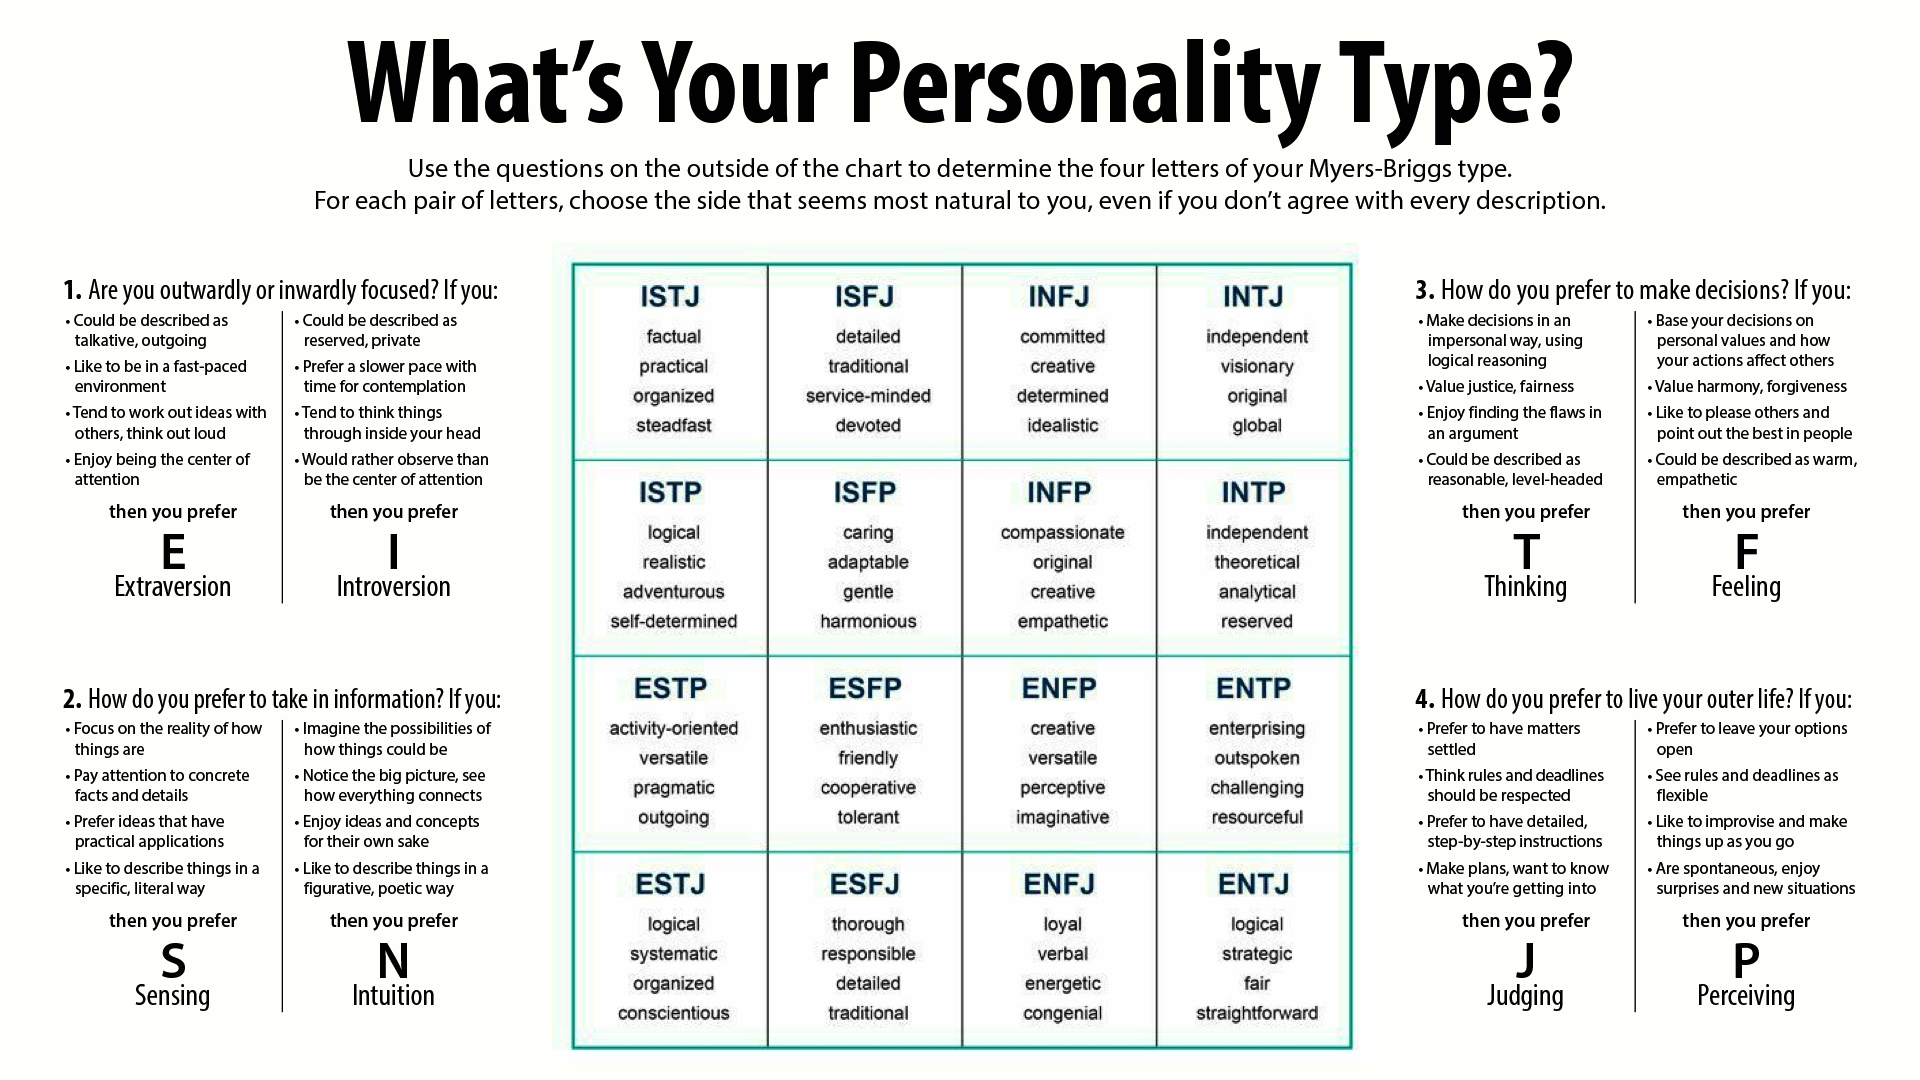 What's Your Personality Type?
Use the questions on the outside of the chart to determine the four letters of your Myers-Briggs type.
For each pair of letters, choose the side that seems most natural to you, even if you don't agree with every description.
1. Are you outwardly or inwardly focused? If you:
• Could be described as
talkative, outgoing
• Like to be in a fast-paced
environment
• Tend to work out ideas with
others, think out loud
• Enjoy being the center of
attention
then you prefer
E
Extraversion
• Could be described as
reserved, private
• Prefer a slower pace with
time for contemplation
• Tend to think things
through inside your head
• Would rather observe than
be the center of attention
then you prefer
I
Introversion
2. How do you prefer to take in information? If you:
• Focus on the reality of how
things are
• Pay attention to concrete
facts and details
• Prefer ideas that have
practical applications
• Like to describe things in a
specific, literal way
then you prefer
S
Sensing
• Imagine the possibilities of
how things could be
• Notice the big picture, see
how everything connects
• Enjoy ideas and concepts
for their own sake
• Like to describe things in a
figurative, poetic way
then you prefer
N
Intuition
ISTJ
factual
practical
organized
steadfast
ISFJ
detailed
traditional
service-minded
devoted
INFJ
committed
creative
determined
idealistic
INTJ
independent
visionary
original
global
ISTP
logical
realistic
adventurous
self-determined
ISFP
caring
adaptable
gentle
harmonious
INFP
compassionate
original
creative
empathetic
INTP
independent
theoretical
analytical
reserved
ESTP
activity-oriented
versatile
pragmatic
outgoing
ESFP
enthusiastic
friendly
cooperative
tolerant
ENFP
creative
versatile
perceptive
imaginative
ENTP
enterprising
outspoken
challenging
resourceful
ESTJ
logical
systematic
organized
conscientious
ESFJ
thorough
responsible
detailed
traditional
ENFJ
loyal
verbal
energetic
congenial
ENTJ
logical
strategic
fair
straightforward
3. How do you prefer to make decisions? If you:
• Make decisions in an
impersonal way, using
logical reasoning
• Value justice, fairness
• Enjoy finding the flaws in
an argument
• Could be described as
reasonable, level-headed
then you prefer
T
Thinking
• Base your decisions on
personal values and how
your actions affect others
• Value harmony, forgiveness
• Like to please others and
point out the best in people
• Could be described as warm,
empathetic
then you prefer
F
Feeling
4. How do you prefer to live your outer life? If you:
• Prefer to have matters
settled
• Think rules and deadlines
should be respected
• Prefer to have detailed,
step-by-step instructions
• Make plans, want to know
what you're getting into
then you prefer
J
Judging
• Prefer to leave your options
open
• See rules and deadlines as
flexible
• Like to improvise and make
things up as you go
• Are spontaneous, enjoy
surprises and new situations
then you prefer
P
Perceiving